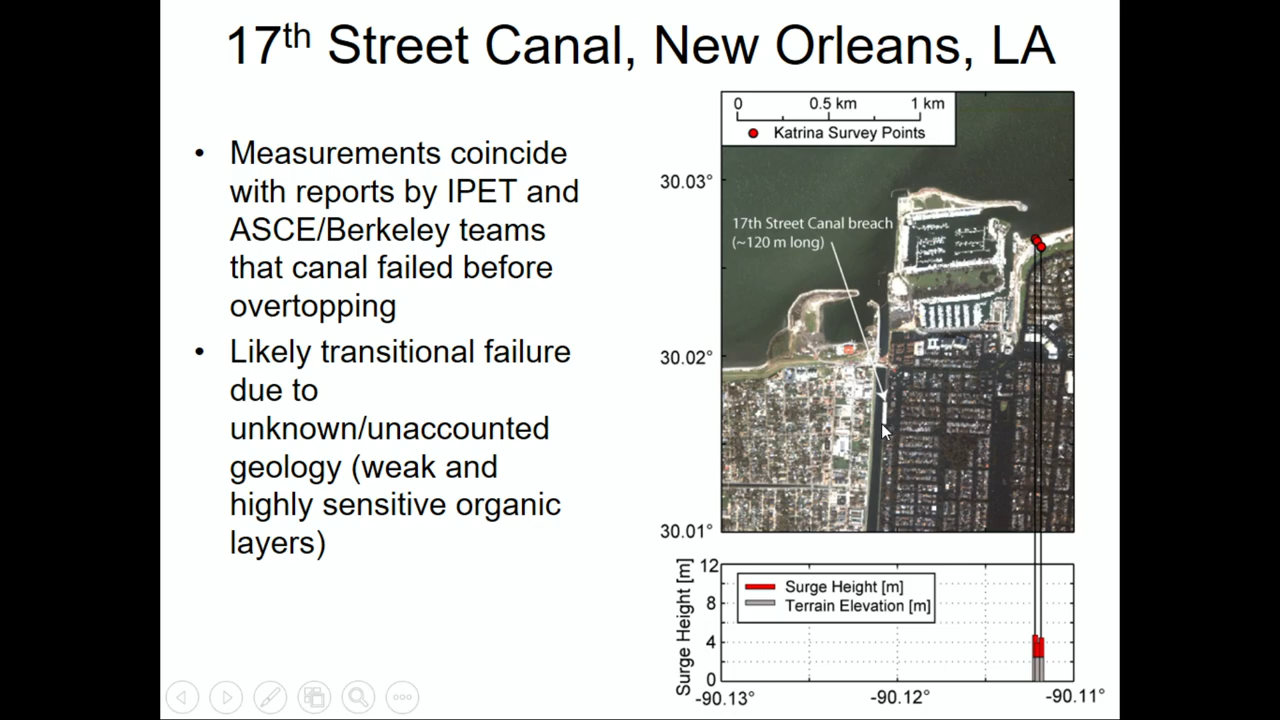 17th Street Canal, New Orleans, LA
• Measurements coincide
with reports by IPET and
ASCE/Berkeley teams
that canal failed before
overtopping
• Likely transitional failure
due to
unknown/unaccounted
geology (weak and
highly sensitive organic
layers)
0 0.5 km 1 km
Katrina Survey Points
30.03°
17th Street Canal breach
(~120 m long)
30.02°
30.01°
Surge Height [m]
12
8
4
0
Surge Height [m]
Terrain Elevation [m]
-90.13° -90.12° -90.11°